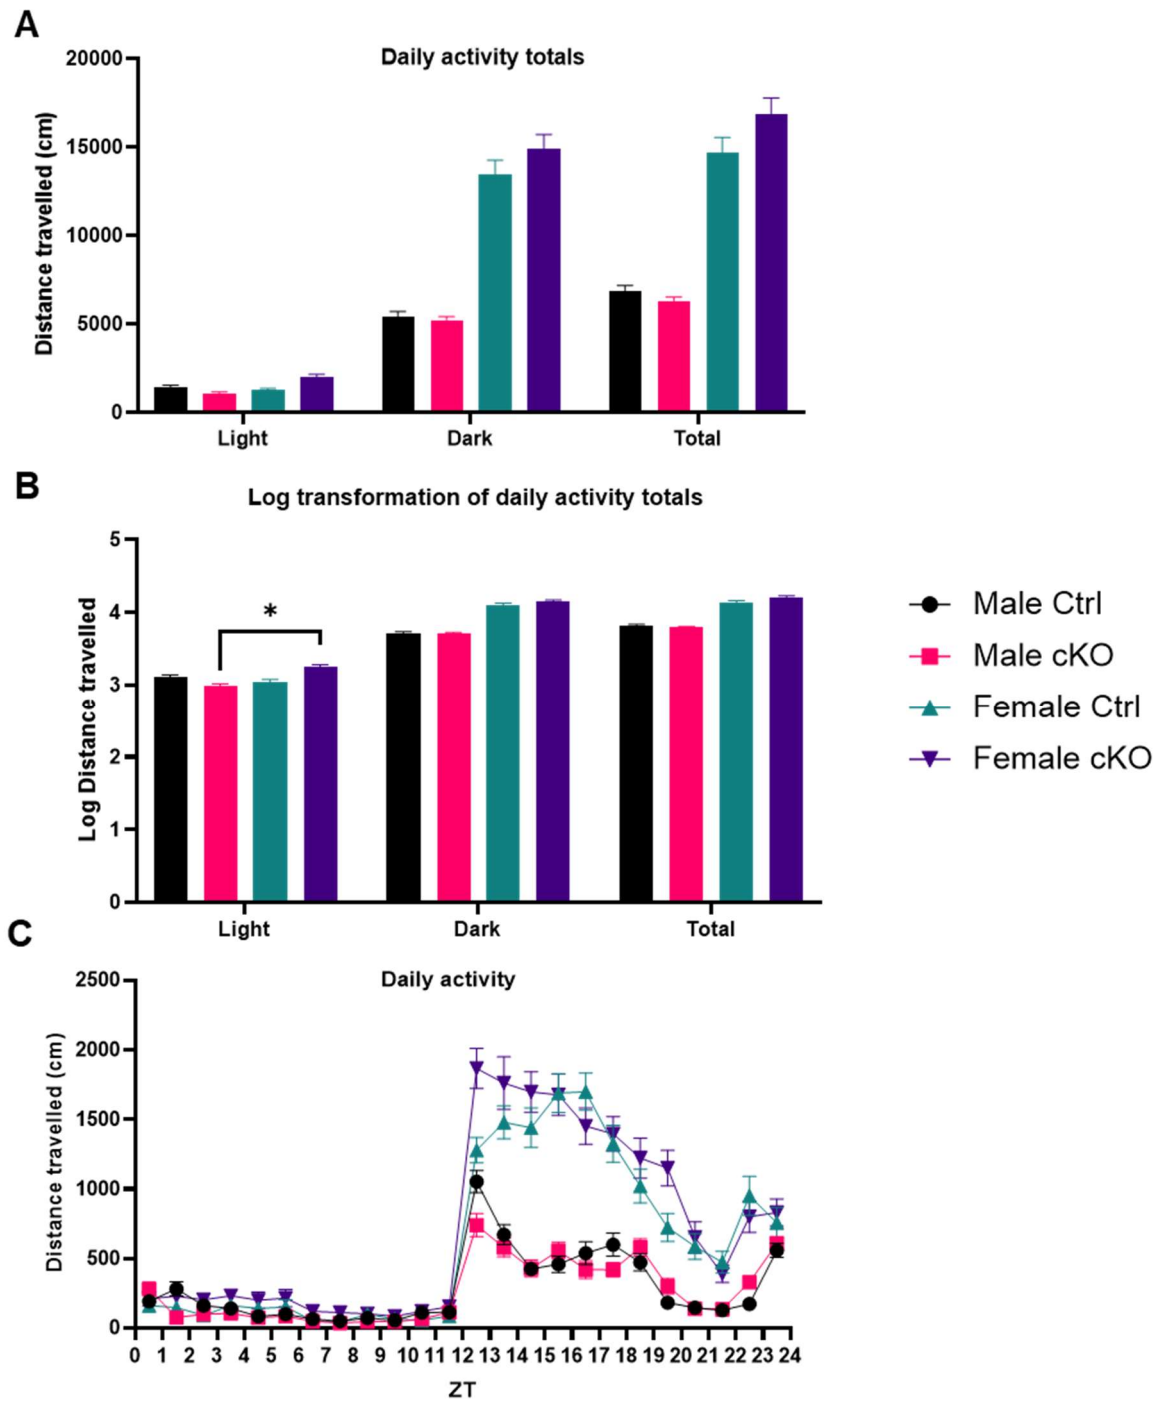 A
Daily activity totals
20000
15000
10000
5000
0
Distance travelled (cm)
Light Dark Total
B
Log transformation of daily activity totals
5
4
3
2
1
0
Log Distance travelled
*
Light Dark Total
Male Ctrl
Male cKO
Female Ctrl
Female cKO
C
Daily activity
2500
2000
1500
1000
500
0
Distance travelled (cm)
0 1 2 3 4 5 6 7 8 9 10 11 12 13 14 15 16 17 18 19 20 21 22 23 24
ZT